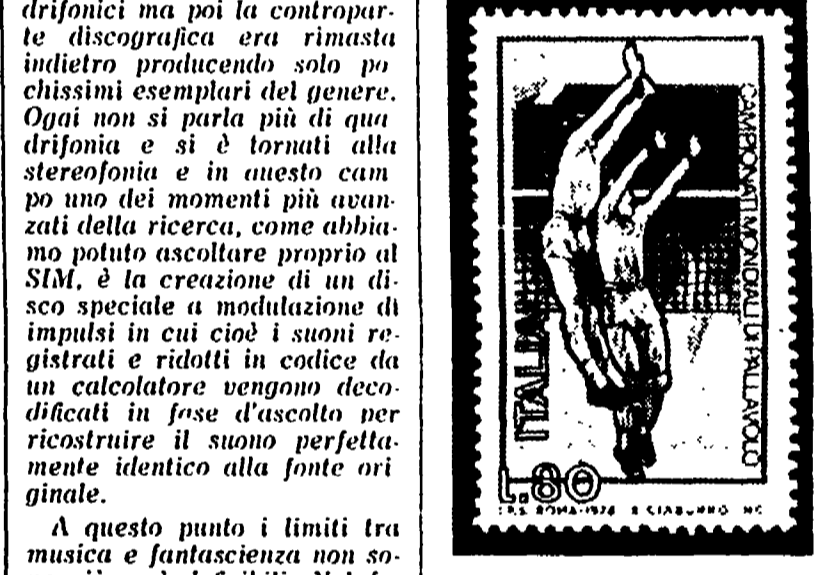 drifonici ma poi la contropar-
te discografica era rimasta
indietro producendo solo po
chissimi esemplari del genere.
Oggi non si parla più di qua
drifonia e si è tornati alla
stereofonia e in questo cam
po uno dei momenti più avan-
zati della ricerca, come abbia-
mo potuto ascoltare proprio al
SIM, è la creazione di un di-
sco speciale a modulazione di
impulsi in cui cioè i suoni re-
gistrati e ridotti in codice da
un calcolatore vengono deco-
dificati in fase d'ascolto per
ricostruire il suono perfetta-
mente identico alla fonte ori
ginale.
A questo punto i limiti tra
musica e fantascienza non so-
CAMPIONATI MONDIALI DI PALLAVOLO
ITALIA
L.80
I.P.S. ROMA-1978 E CIABURRO INC